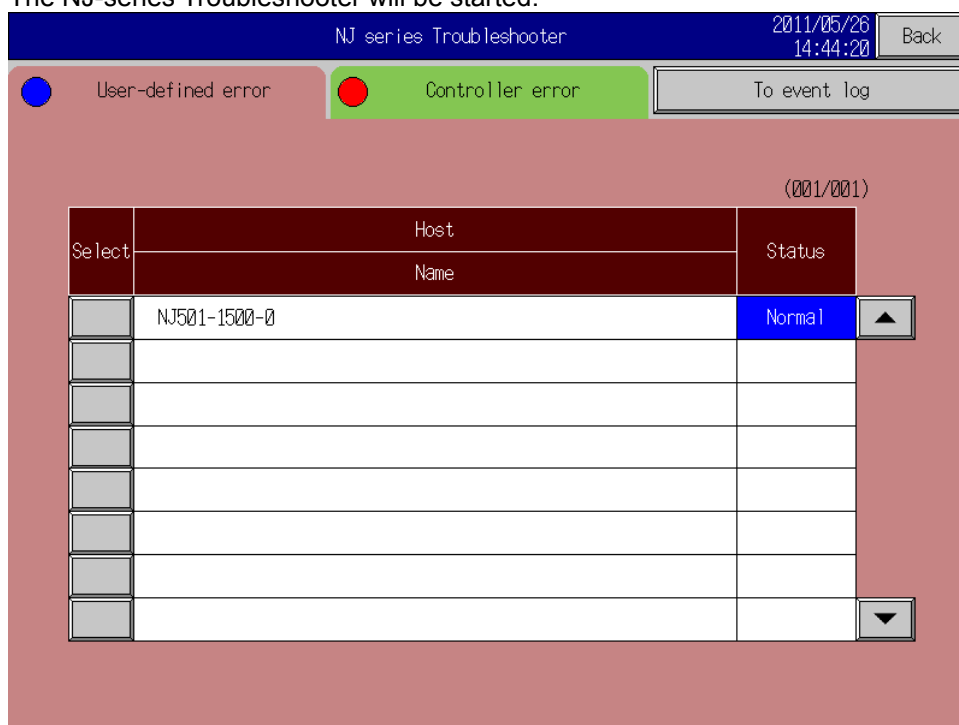 The NJ-series Troubleshooter will be started.
NJ series Troubleshooter
2011/05/26
14:44:20
Back
User-defined error
Controller error
To event log
(001/001)
Select
Host
Name
Status
NJ501-1500-0
Normal